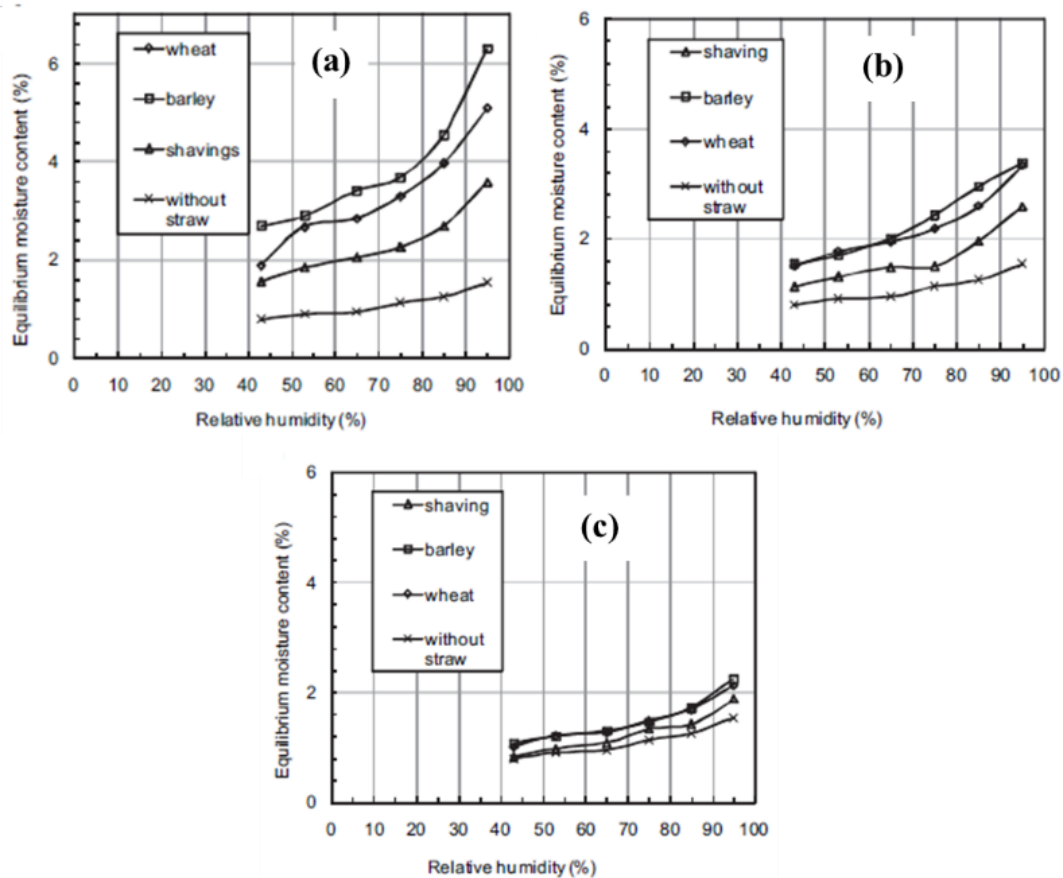 (a)
wheat
barley
shavings
without
straw
Equilibrium moisture content (%)
6
4
2
0
0 10 20 30 40 50 60 70 80 90 100
Relative humidity (%)
(b)
shaving
barley
wheat
without
straw
Equilibrium moisture content (%)
6
4
2
0
0 10 20 30 40 50 60 70 80 90 100
Relative humidity (%)
(c)
shaving
barley
wheat
without
straw
Equilibrium moisture content (%)
6
4
2
0
0 10 20 30 40 50 60 70 80 90 100
Relative humidity (%)